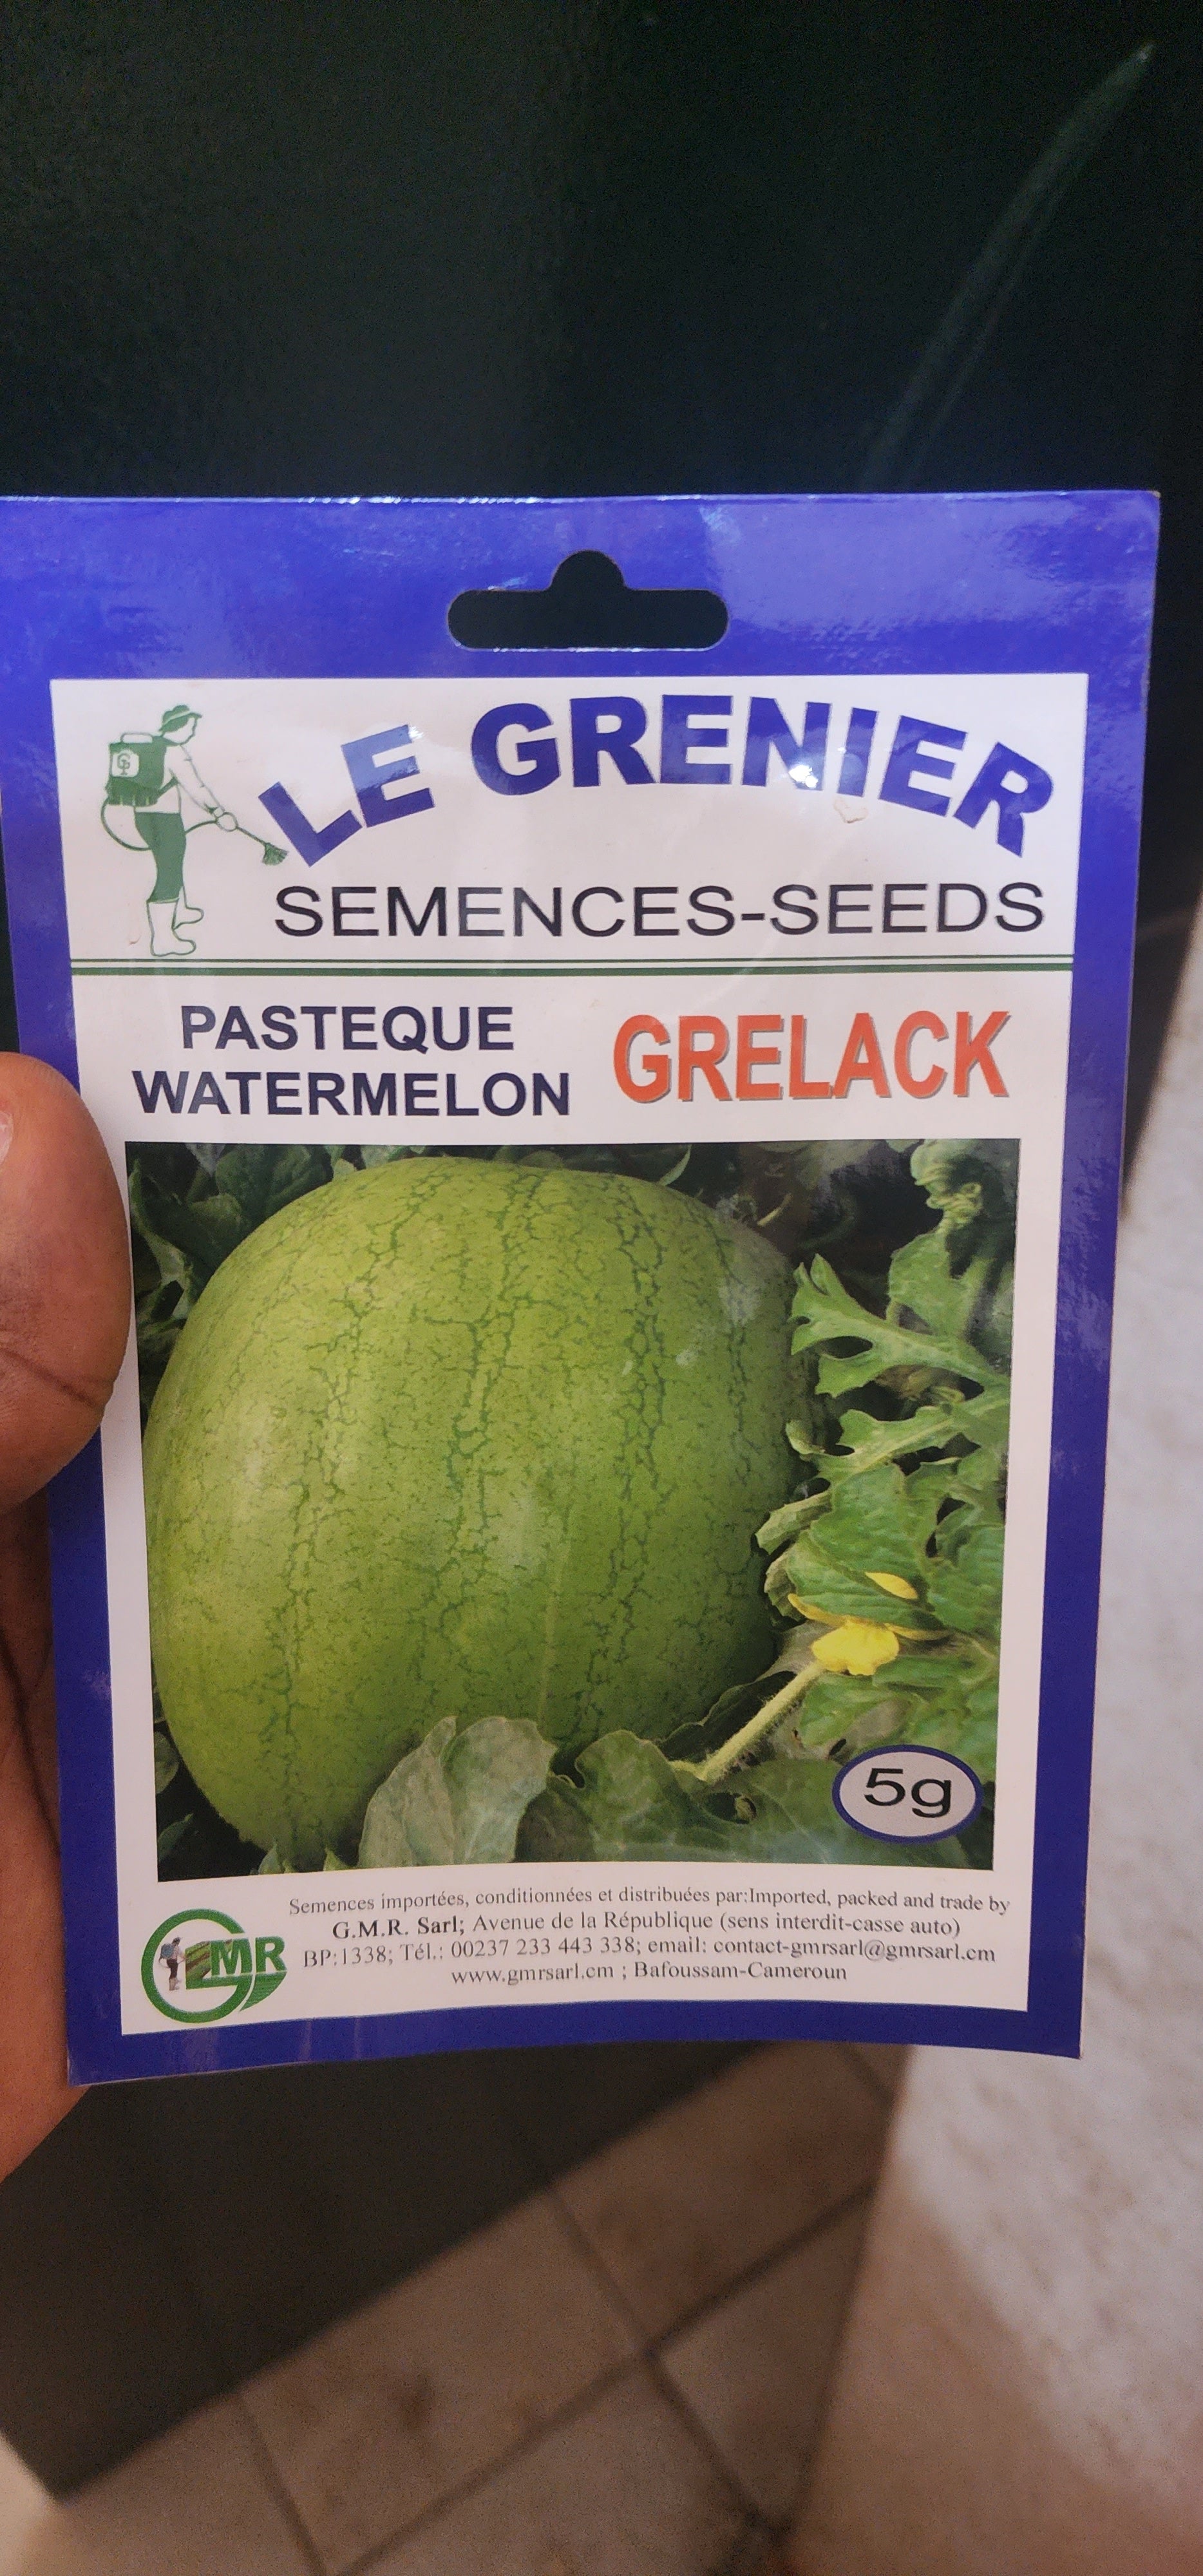 LE GRENIER
SEMENCES-SEEDS
PASTEQUE
WATERMELON
GRELACK
5g
Semences importées, conditionnées et distribuées par:Imported, packed and trade by
G.M.R. Sarl; Avenue de la République (sens interdit-casse auto)
BP:1338; Tél.: 00237 233 443 338; email: contact-gmrsarl@gmrsarl.cm
www.gmrsarl.cm ; Bafoussam-Cameroun
GMR